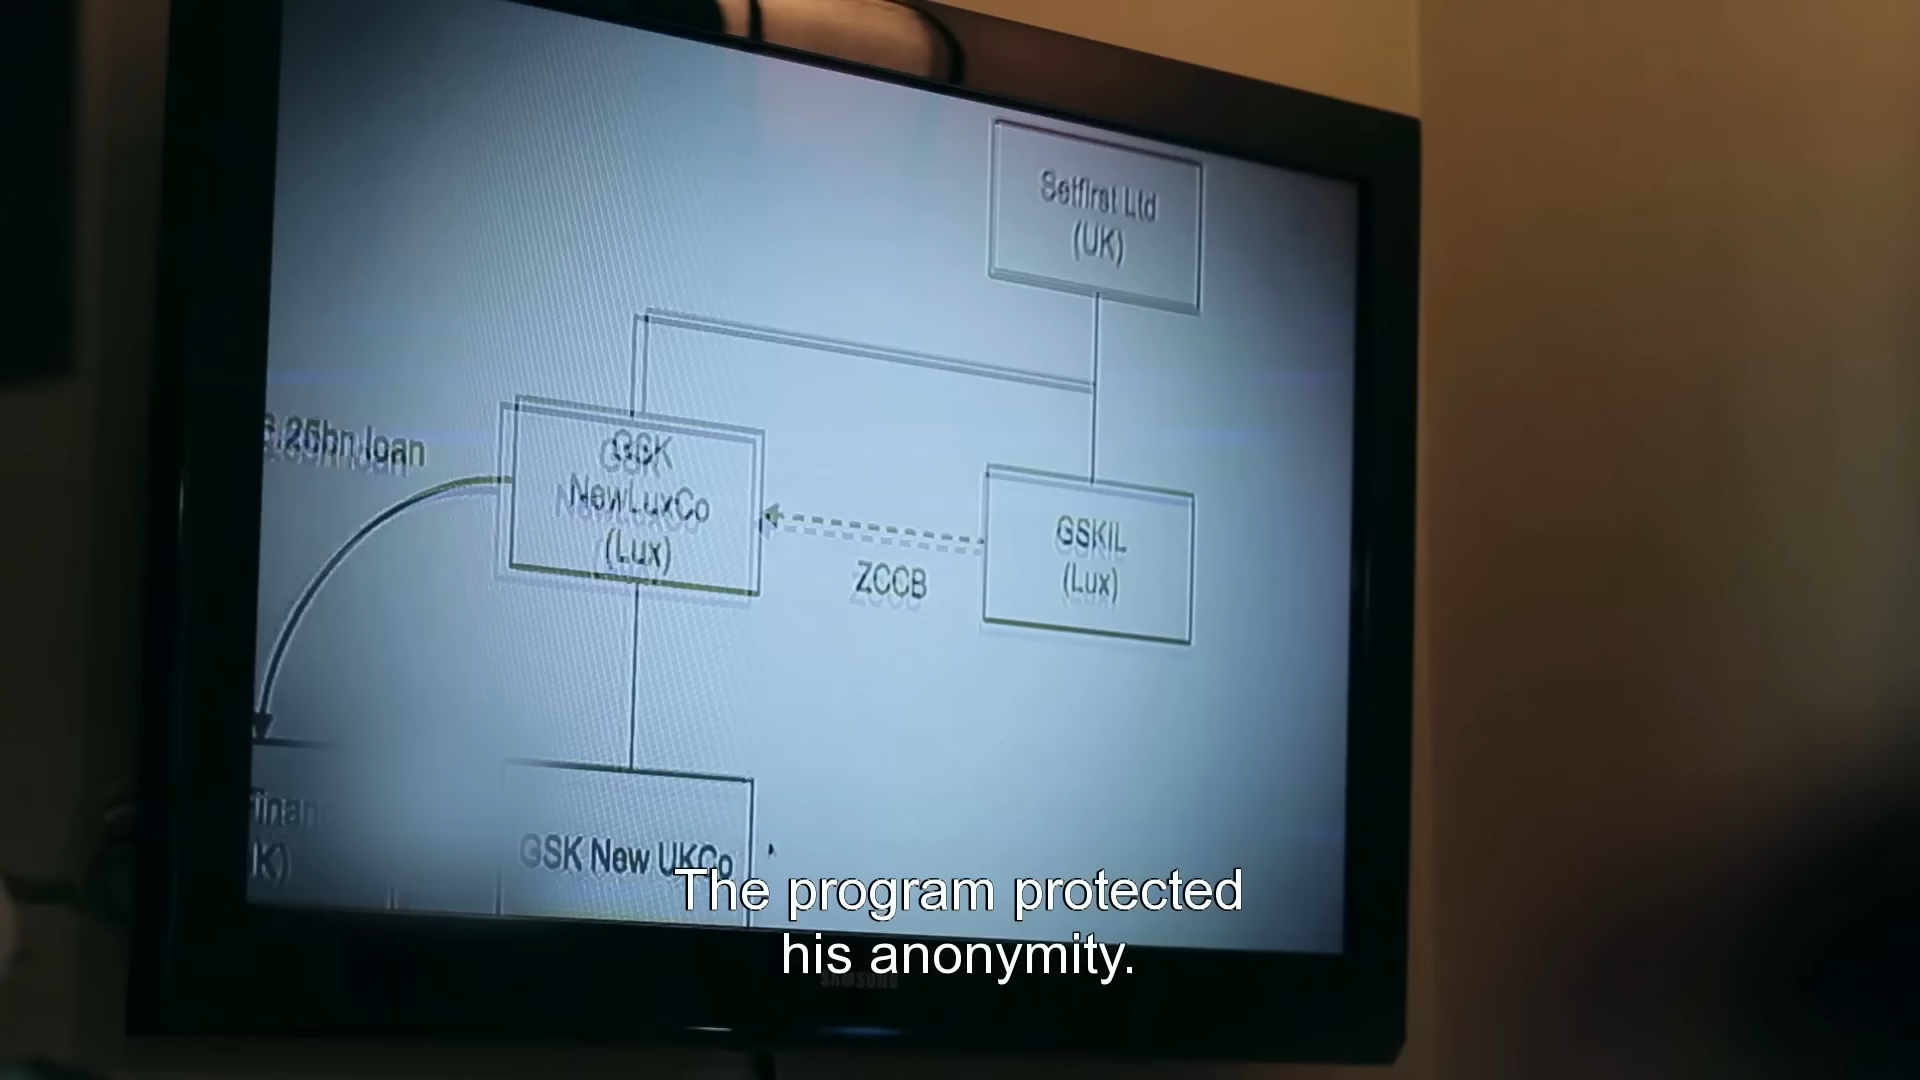 Setfirst Ltd
(UK)
.25bn loan
GSK
NewLuxCo
(Lux)
ZCCB
GSKIL
(Lux)
GSK New UKCo
The program protected
his anonymity.
SAMSUNG